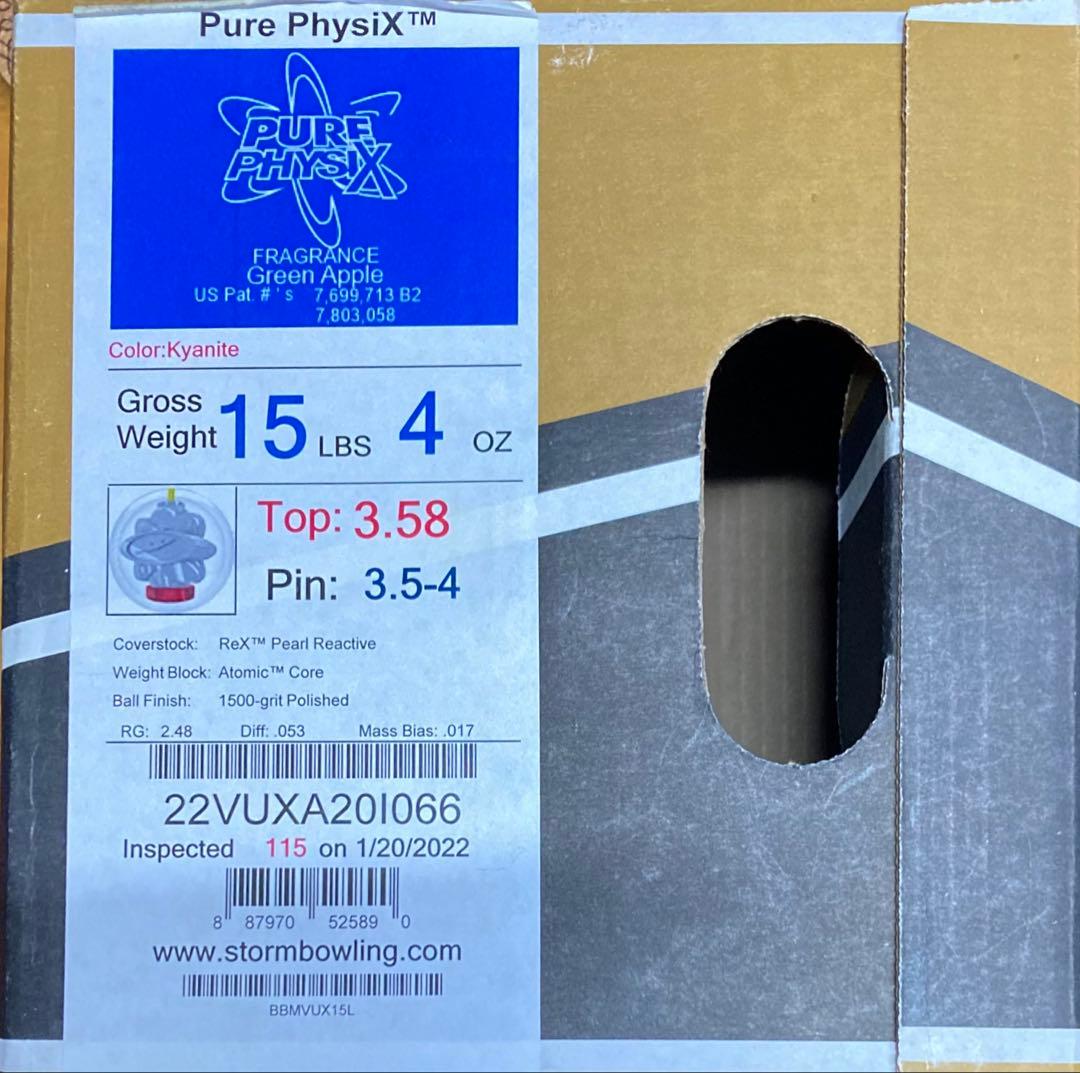 Pure PhysiX™
PURE
PHYSIX
FRAGRANCE
Green Apple
US Pat. # ' s 7,699,713 B2
7,803,058
Color:Kyanite
Gross Weight 15 LBS 4 OZ
Top: 3.58
Pin: 3.5-4
Coverstock: ReX™ Pearl Reactive
Weight Block: Atomic™ Core
Ball Finish: 1500-grit Polished
RG: 2.48 Diff: .053 Mass Bias: .017
22VUXA20I066
Inspected 115 on 1/20/2022
8 87970 52589 0
www.stormbowling.com
BBMVUX15L